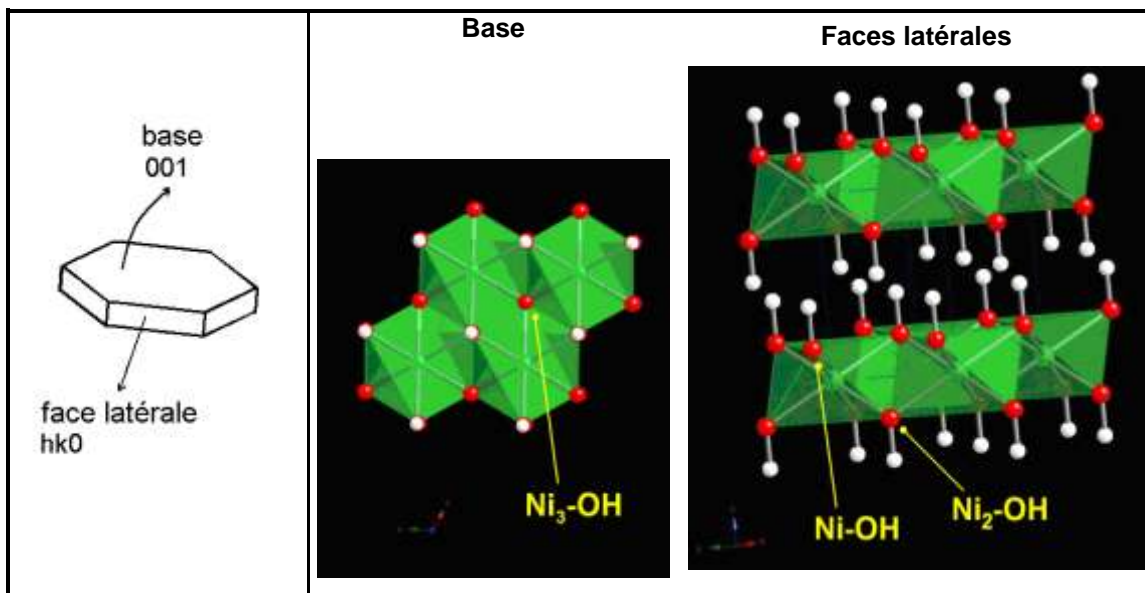 Base
Faces latérales
base
001
face latérale
hk0
Ni₃-OH
Ni-OH
Ni₂-OH